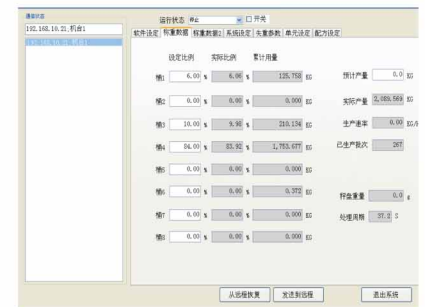 通讯状态
192.168.10.21,机台1
192.168.10.21,机台1
运行状态 停止 开关
软件设定 称重数据 称重数据2 系统设定 失重参数 单元设定 配方设定
设定比例 实际比例 累计用量
桶1 6.00 % 6.06 % 125.758 KG
桶2 0.00 % 0.00 % 0.000 KG
桶3 10.00 % 9.98 % 210.134 KG
桶4 84.00 % 83.92 % 1,753.677 KG
桶5 0.00 % 0.00 % 0.000 KG
桶6 0.00 % 0.00 % 0.372 KG
桶7 0.00 % 0.00 % 0.000 KG
桶8 0.00 % 0.00 % 0.000 KG
预计产量 0.0 KG
实际产量 2,089.569 KG
生产速率 0.00 KG/
已生产批次 267
秤盘重量 0.0 g
处理周期 37.2 S
从远程恢复 发送到远程 退出系统